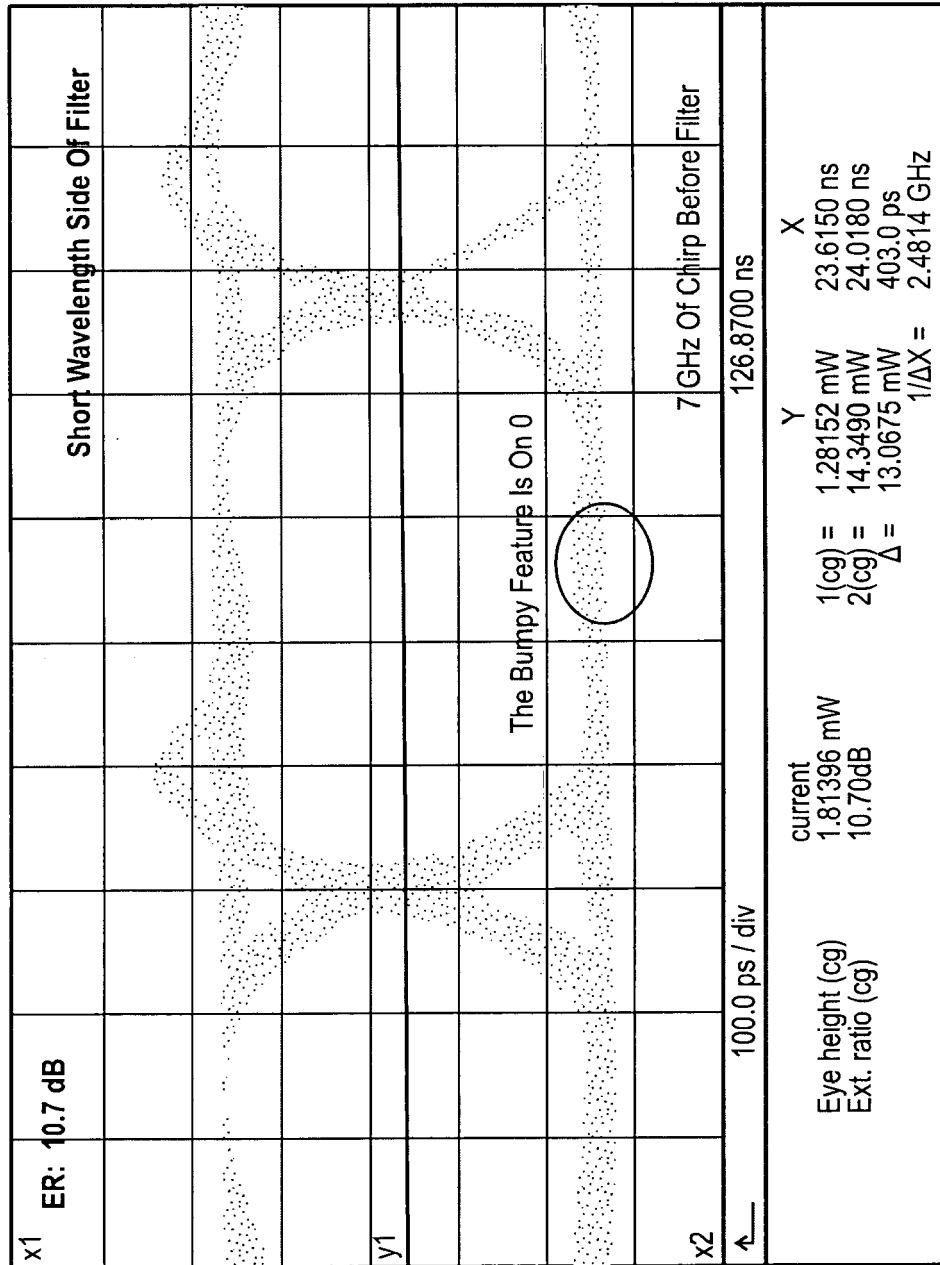 x1
ER: 10.7 dB
Short Wavelength Side Of Filter
y1
The Bumpy Feature Is On 0
x2
7 GHz Of Chirp Before Filter
100.0 ps / div
126.8700 ns
current
Y
X
Eye height (cg)
1.81396 mW
1(cg) =
1.28152 mW
23.6150 ns
Ext. ratio (cg)
10.70dB
2(cg) =
14.3490 mW
24.0180 ns
Δ =
13.0675 mW
403.0 ps
1/ΔX =
2.4814 GHz